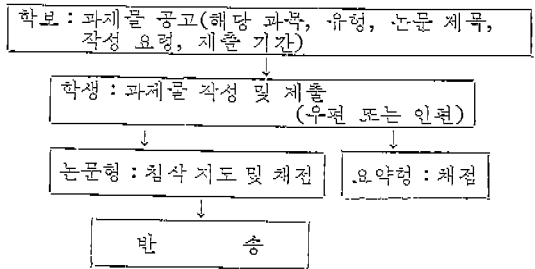 학보 : 과제물 공고(해당 과목, 유형, 논문 제목,
작성 요령, 제출 기간)
학생 : 과제물 작성 및 제출
(우편 또는 인편)
논문형 : 첨삭 지도 및 채점
요약형 : 채점
반 송